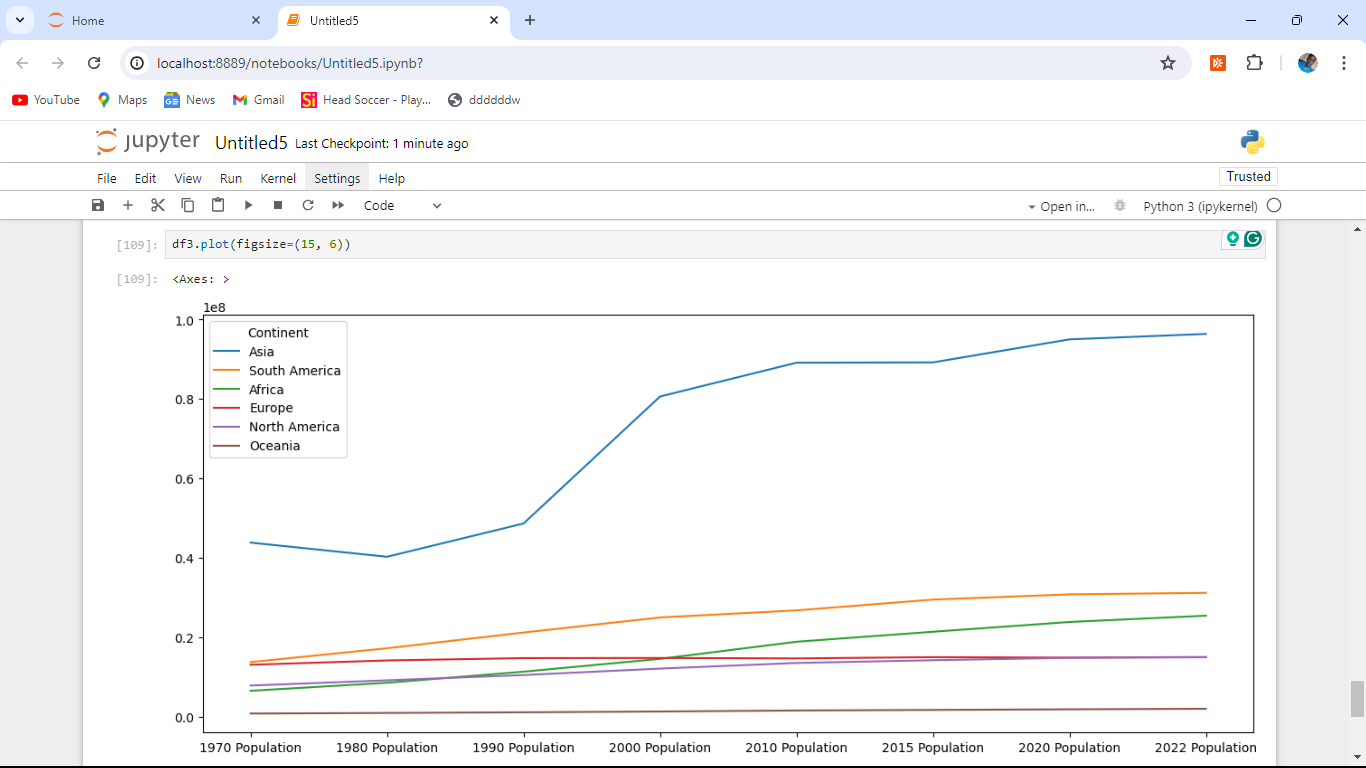 Home
Untitled5
localhost:8889/notebooks/Untitled5.ipynb?
YouTube Maps News Gmail Head Soccer - Play... ddddddw
jupyter Untitled5 Last Checkpoint: 1 minute ago
File Edit View Run Kernel Settings Help
Trusted
Code
Open in...
Python 3 (ipykernel)
[109]: df3.plot(figsize=(15, 6))
[109]: <Axes: >
1e8
1.0
0.8
0.6
0.4
0.2
0.0
Continent
Asia
South America
Africa
Europe
North America
Oceania
1970 Population 1980 Population 1990 Population 2000 Population 2010 Population 2015 Population 2020 Population 2022 Population